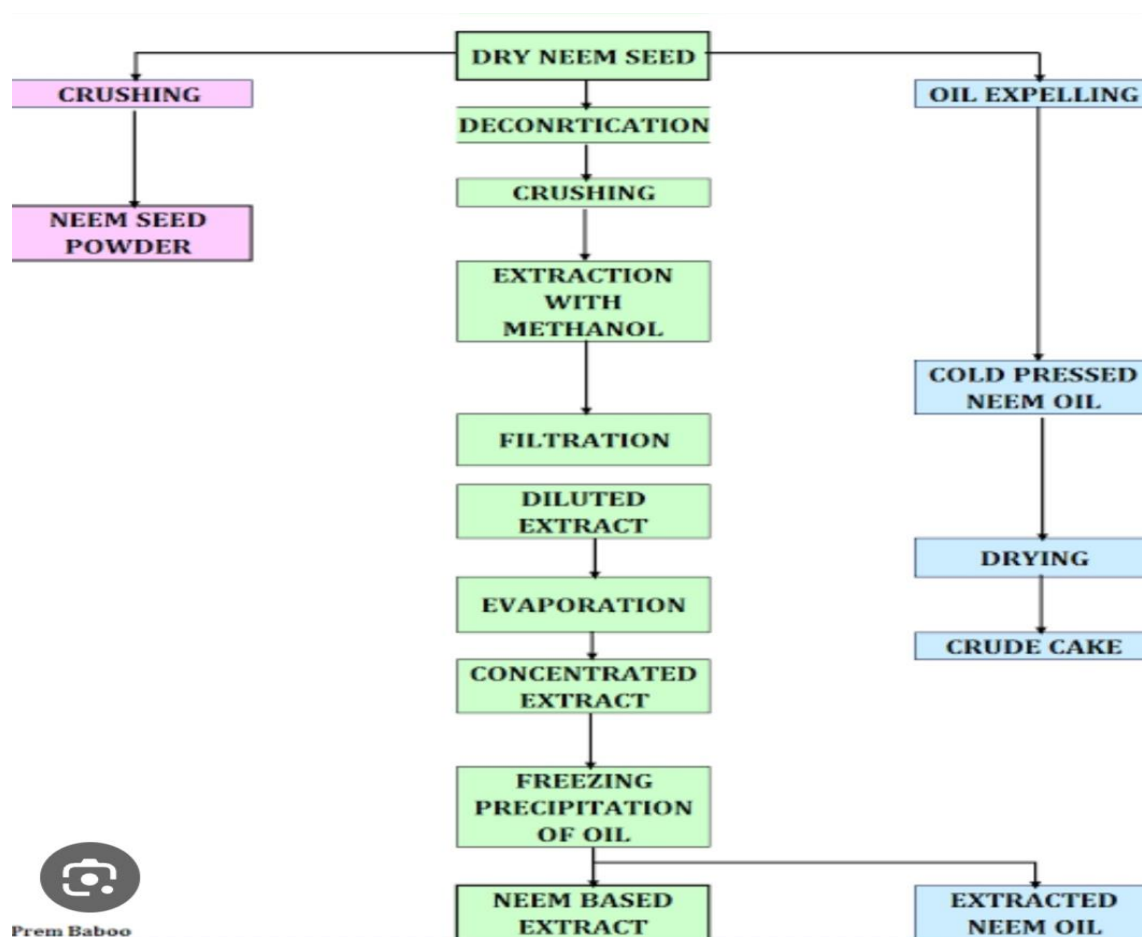 DRY NEEM SEED
CRUSHING
OIL EXPELLING
DECONRTICATION
CRUSHING
NEEM SEED
POWDER
EXTRACTION
WITH
METHANOL
COLD PRESSED
NEEM OIL
FILTRATION
DILUTED
EXTRACT
DRYING
EVAPORATION
CRUDE CAKE
CONCENTRATED
EXTRACT
FREEZING
PRECIPITATION
OF OIL
NEEM BASED
EXTRACT
EXTRACTED
NEEM OIL
Prem Baboo